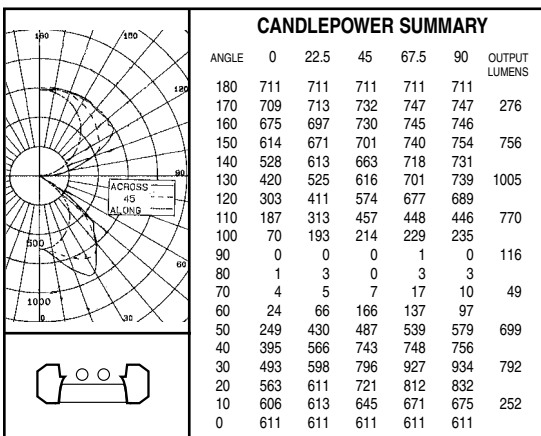 180
150
120
90
60
30
0
500
1000
ACROSS
45
ALONG
CANDLEPOWER SUMMARY
ANGLE 0 22.5 45 67.5 90 OUTPUT
LUMENS
180 711 711 711 711 711
170 709 713 732 747 747 276
160 675 697 730 745 746
150 614 671 701 740 754 756
140 528 613 663 718 731
130 420 525 616 701 739 1005
120 303 411 574 677 689
110 187 313 457 448 446 770
100 70 193 214 229 235
90 0 0 0 1 0 116
80 1 3 0 3 3
70 4 5 7 17 10 49
60 24 66 166 137 97
50 249 430 487 539 579 699
40 395 566 743 748 756
30 493 598 796 927 934 792
20 563 611 721 812 832
10 606 613 645 671 675 252
0 611 611 611 611 611